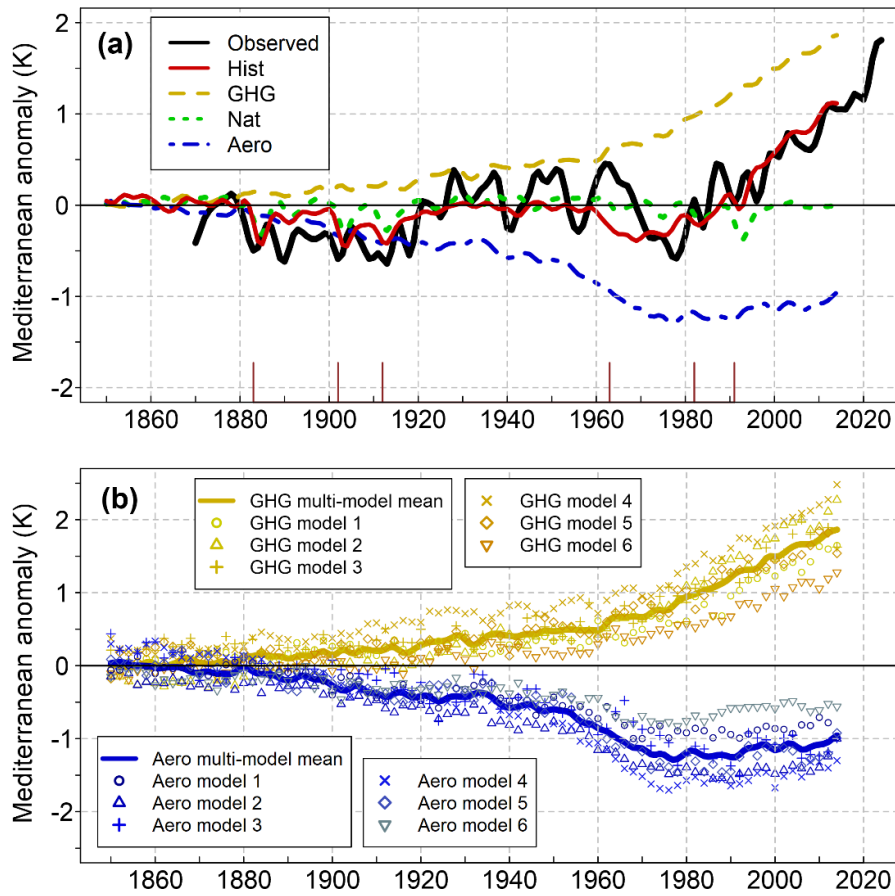 Mediterranean anomaly (K)
2
1
0
-1
-2
(a)
Observed
Hist
GHG
Nat
Aero
1860 1880 1900 1920 1940 1960 1980 2000 2020
Mediterranean anomaly (K)
2
1
0
-1
-2
(b)
GHG multi-model mean
GHG model 1
GHG model 2
GHG model 3
GHG model 4
GHG model 5
GHG model 6
Aero multi-model mean
Aero model 1
Aero model 2
Aero model 3
Aero model 4
Aero model 5
Aero model 6
1860 1880 1900 1920 1940 1960 1980 2000 2020